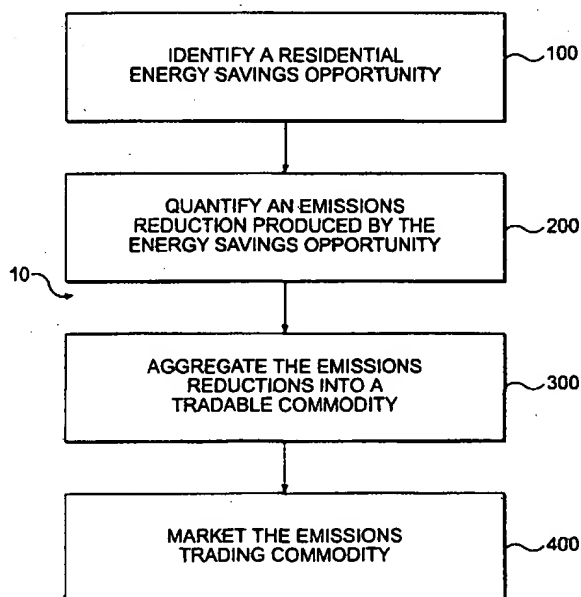 IDENTIFY A RESIDENTIAL
ENERGY SAVINGS OPPORTUNITY
100
QUANTIFY AN EMISSIONS
REDUCTION PRODUCED BY THE
ENERGY SAVINGS OPPORTUNITY
200
10
AGGREGATE THE EMISSIONS
REDUCTIONS INTO A
TRADABLE COMMODITY
300
MARKET THE EMISSIONS
TRADING COMMODITY
400